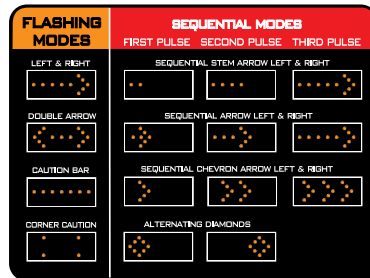 FLASHING MODES
SEQUENTIAL MODES
FIRST PULSE SECOND PULSE THIRD PULSE
LEFT & RIGHT
SEQUENTIAL STEM ARROW LEFT & RIGHT
DOUBLE ARROW
SEQUENTIAL ARROW LEFT & RIGHT
CAUTION BAR
SEQUENTIAL CHEVRON ARROW LEFT & RIGHT
CORNER CAUTION
ALTERNATING DIAMONDS